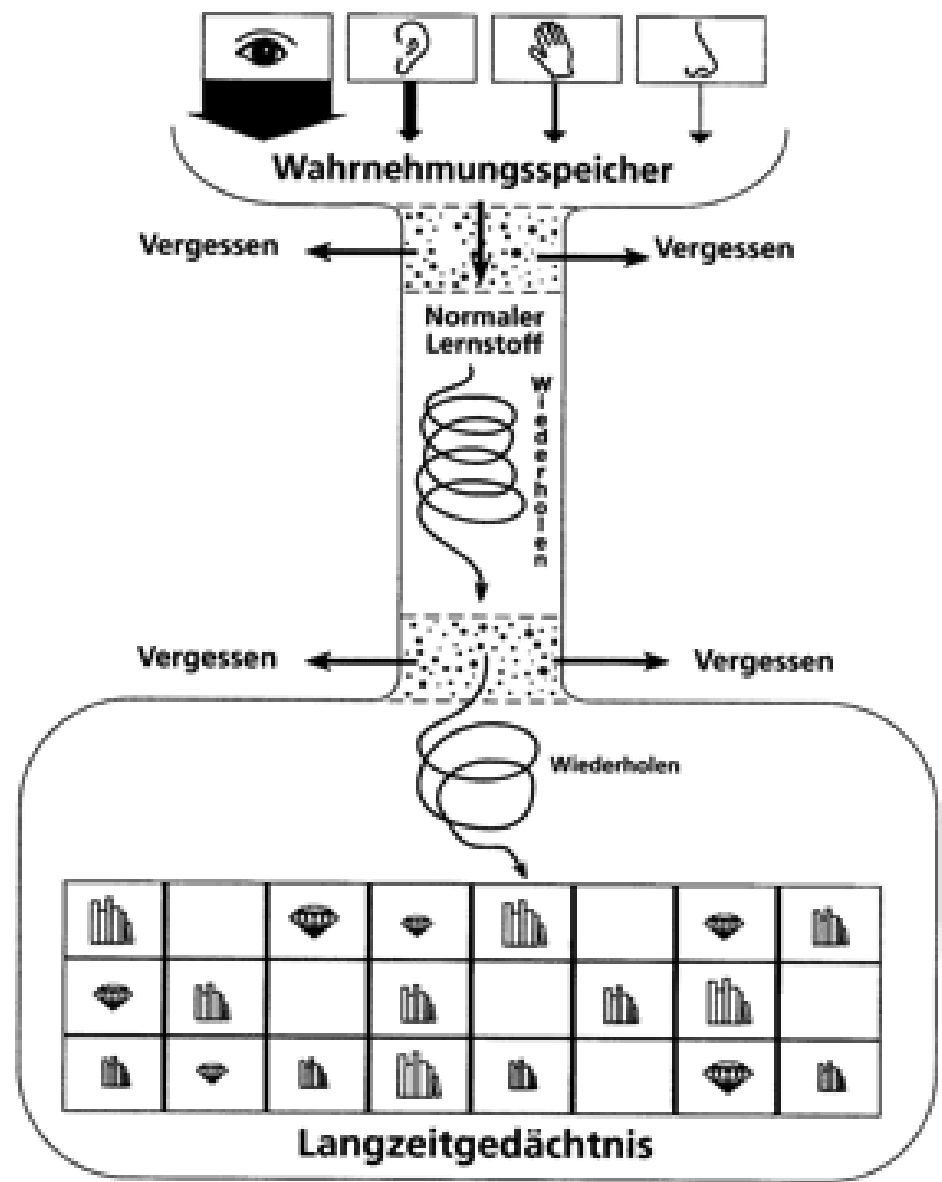 Wahrnehmungsspeicher
Vergessen
Vergessen
Normaler
Lernstoff
Wiederholen
Vergessen
Vergessen
Wiederholen
Langzeitgedächtnis